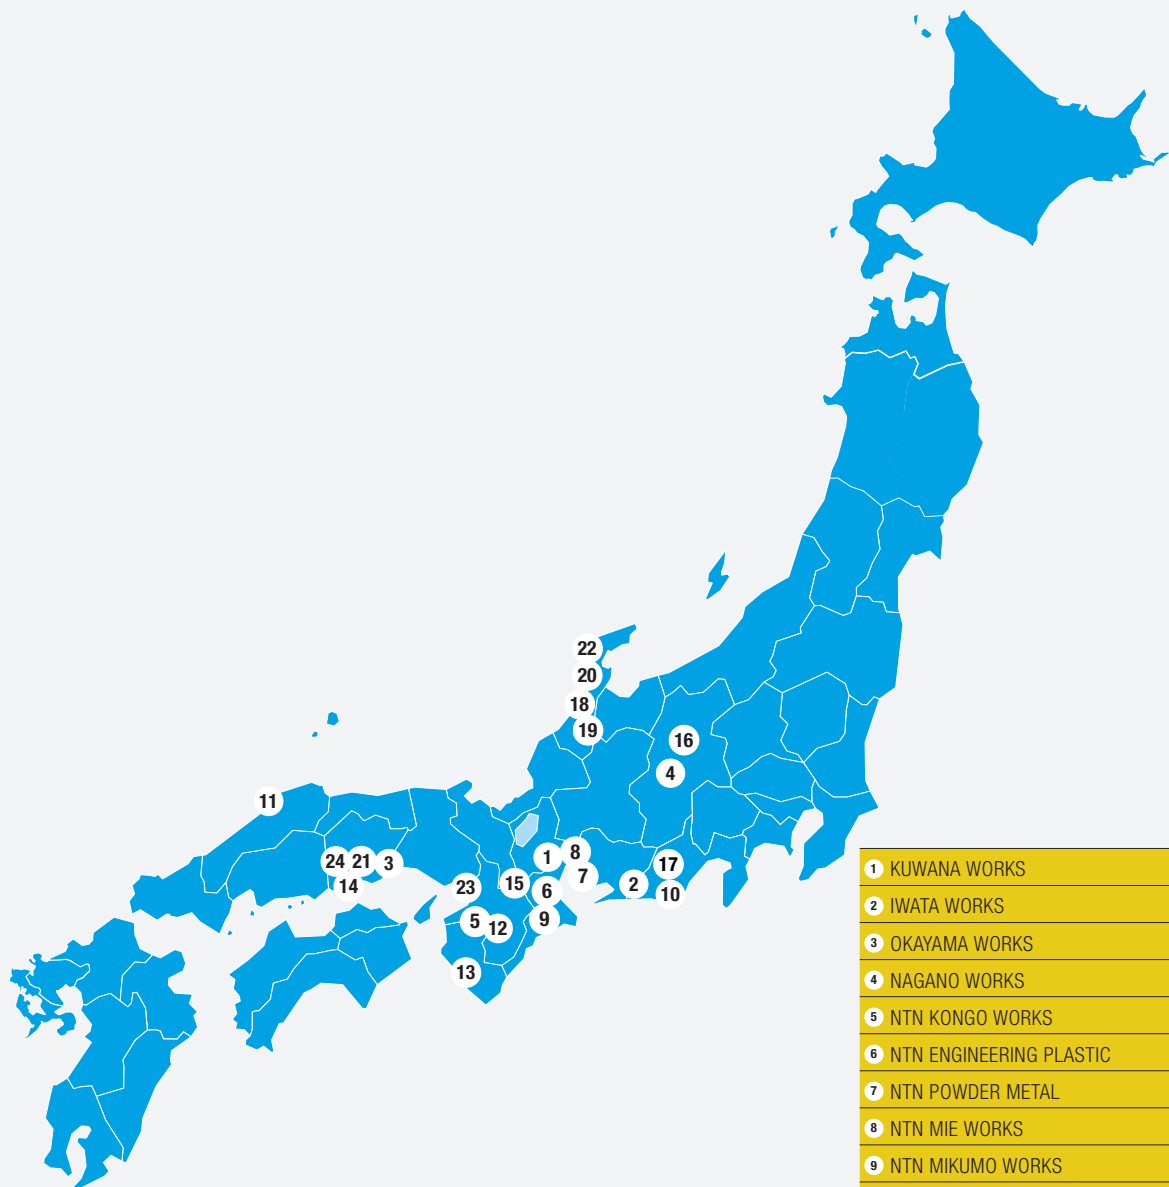 22
20
18
19
16
4
11
24
21
3
14
23
15
1
8
7
6
9
5
12
13
2
17
10
1 KUWANA WORKS
2 IWATA WORKS
3 OKAYAMA WORKS
4 NAGANO WORKS
5 NTN KONGO WORKS
6 NTN ENGINEERING PLASTIC
7 NTN POWDER METAL
8 NTN MIE WORKS
9 NTN MIKUMO WORKS